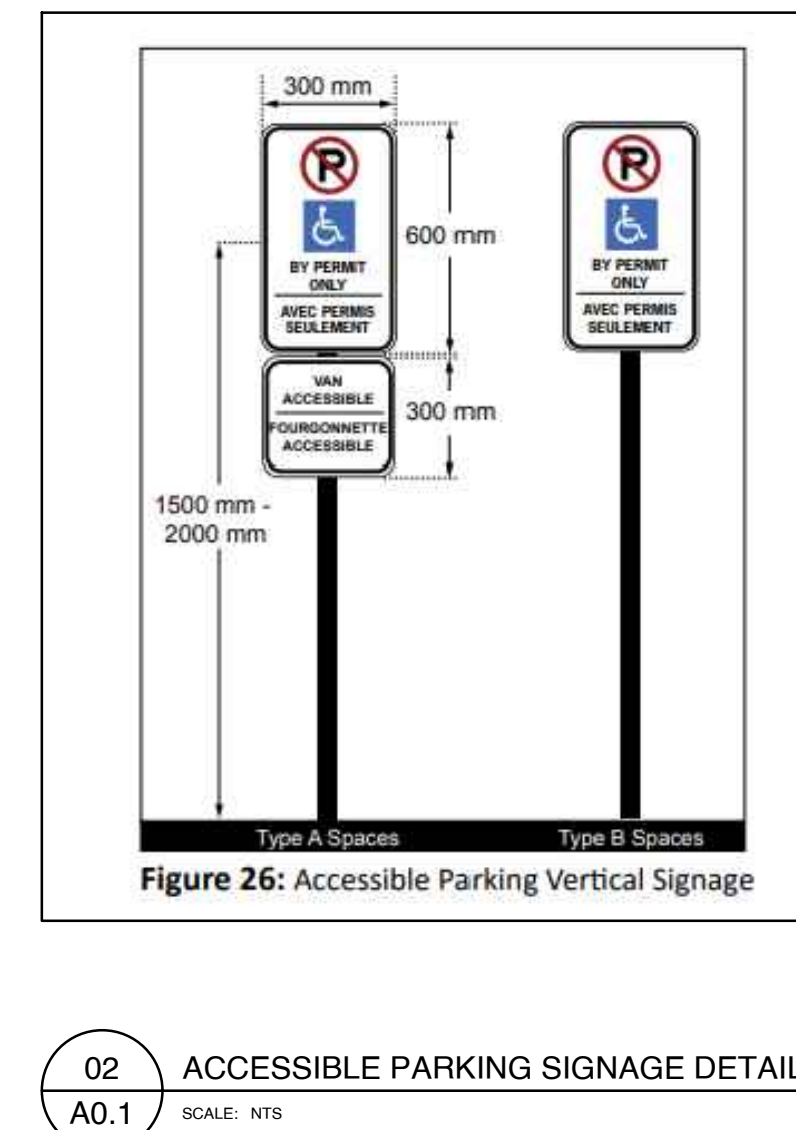 300 mm
P
BY PERMIT
ONLY
AVEC PERMIS
SEULEMENT
600 mm
VAN
ACCESSIBLE
FOURGONNETTE
ACCESSIBLE
300 mm
1500 mm -
2000 mm
P
BY PERMIT
ONLY
AVEC PERMIS
SEULEMENT
Type A Spaces
Type B Spaces
Figure 26: Accessible Parking Vertical Signage
02
A0.1
ACCESSIBLE PARKING SIGNAGE DETAIL
SCALE: NTS